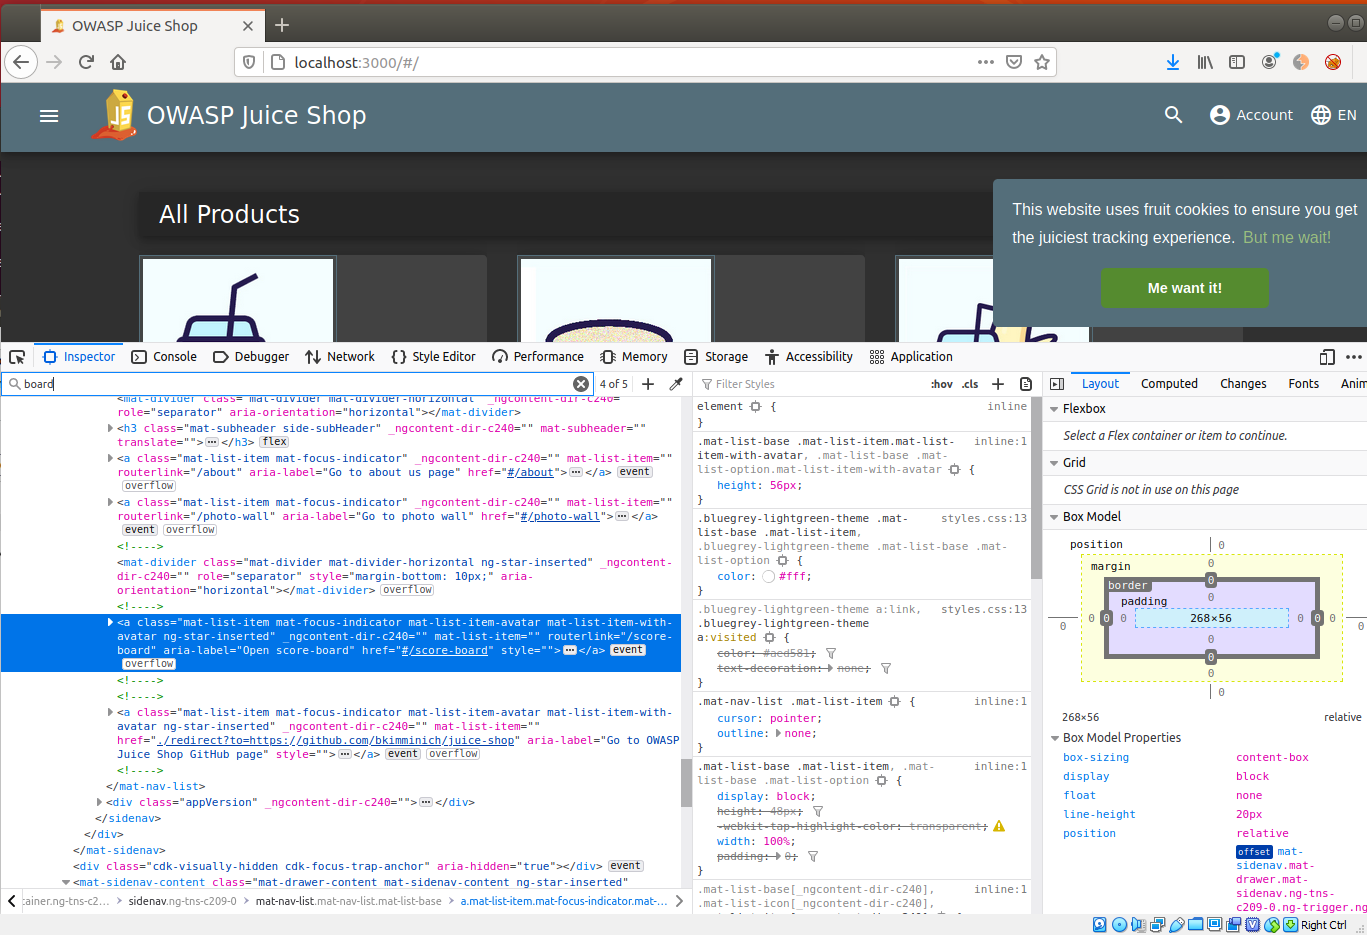 OWASP Juice Shop
localhost:3000/#/
JS
OWASP Juice Shop
Account
EN
All Products
This website uses fruit cookies to ensure you get
the juiciest tracking experience. But me wait!
Me want it!
Inspector
Console
Debugger
Network
Style Editor
Performance
Memory
Storage
Accessibility
Application
board
4 of 5
Filter Styles
:hov .cls
Layout
Computed
Changes
Fonts
Anim
<mat-divider class="mat-divider mat-divider-horizontal" _ngcontent-dir-c240=""
role="separator" aria-orientation="horizontal"></mat-divider>
<h3 class="mat-subheader side-subHeader" _ngcontent-dir-c240="" mat-subheader=""
translate="">⋯</h3> flex
<a class="mat-list-item mat-focus-indicator" _ngcontent-dir-c240="" mat-list-item=""
routerlink="/about" aria-label="Go to about us page" href="#/about">⋯</a> event
overflow
<a class="mat-list-item mat-focus-indicator" _ngcontent-dir-c240="" mat-list-item=""
routerlink="/photo-wall" aria-label="Go to photo wall" href="#/photo-wall">⋯</a>
event overflow
<!---->
<mat-divider class="mat-divider mat-divider-horizontal ng-star-inserted" _ngcontent-
dir-c240="" role="separator" style="margin-bottom: 10px;" aria-
orientation="horizontal"></mat-divider> overflow
<!---->
<a class="mat-list-item mat-focus-indicator mat-list-item-avatar mat-list-item-with-
avatar ng-star-inserted" _ngcontent-dir-c240="" mat-list-item="" routerlink="/score-
board" aria-label="Open score-board" href="#/score-board" style="">⋯</a> event
overflow
<!---->
<!---->
<a class="mat-list-item mat-focus-indicator mat-list-item-avatar mat-list-item-with-
avatar ng-star-inserted" _ngcontent-dir-c240="" mat-list-item=""
href="./redirect?to=https://github.com/bkimminich/juice-shop" aria-label="Go to OWASP
Juice Shop GitHub page" style="">⋯</a> event overflow
<!---->
</mat-nav-list>
<div class="appVersion" _ngcontent-dir-c240="">⋯</div>
</sidenav>
</div>
</mat-sidenav>
<div class="cdk-visually-hidden cdk-focus-trap-anchor" aria-hidden="true"></div> event
<mat-sidenav-content class="mat-drawer-content mat-sidenav-content ng-star-inserted"
tainer.ng-tns-c2… > sidenav.ng-tns-c209-0 > mat-nav-list.mat-nav-list.mat-list-base > a.mat-list-item.mat-focus-indicator.mat-…
element { inline
}
.mat-list-base .mat-list-item.mat-list- inline:1
item-with-avatar, .mat-list-base .mat-
list-option.mat-list-item-with-avatar {
height: 56px;
}
.bluegrey-lightgreen-theme .mat- styles.css:13
list-base .mat-list-item,
.bluegrey-lightgreen-theme .mat-list-base .mat-
list-option {
color: #fff;
}
.bluegrey-lightgreen-theme a:link, styles.css:13
.bluegrey-lightgreen-theme
a:visited {
color: #aed581;
text-decoration: none;
}
.mat-nav-list .mat-list-item { inline:1
cursor: pointer;
outline: none;
}
.mat-list-base .mat-list-item, .mat- inline:1
list-base .mat-list-option {
display: block;
height: 48px;
-webkit-tap-highlight-color: transparent;
width: 100%;
padding: 0;
}
.mat-list-base[_ngcontent-dir-c240], inline:1
.mat-list-icon[_ngcontent-dir-c240],
Flexbox
Select a Flex container or item to continue.
Grid
CSS Grid is not in use on this page
Box Model
position 0
margin 0
border 0
padding 0
0 0 0 0 268×56 0 0 0 0
0
0
0
0
268×56 relative
Box Model Properties
box-sizing content-box
display block
float none
line-height 20px
position relative
offset mat-
sidenav.mat-
drawer.mat-
sidenav.ng-tns-
c209-0.ng-trigger.ng
Right Ctrl